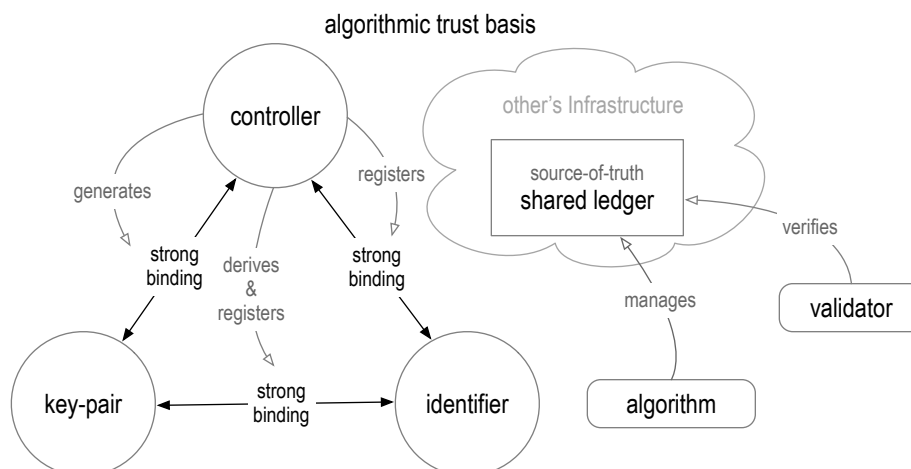 algorithmic trust basis
controller
other's Infrastructure
source-of-truth
shared ledger
generates
registers
strong
binding
derives
&
registers
strong
binding
verifies
manages
validator
key-pair
strong
binding
identifier
algorithm